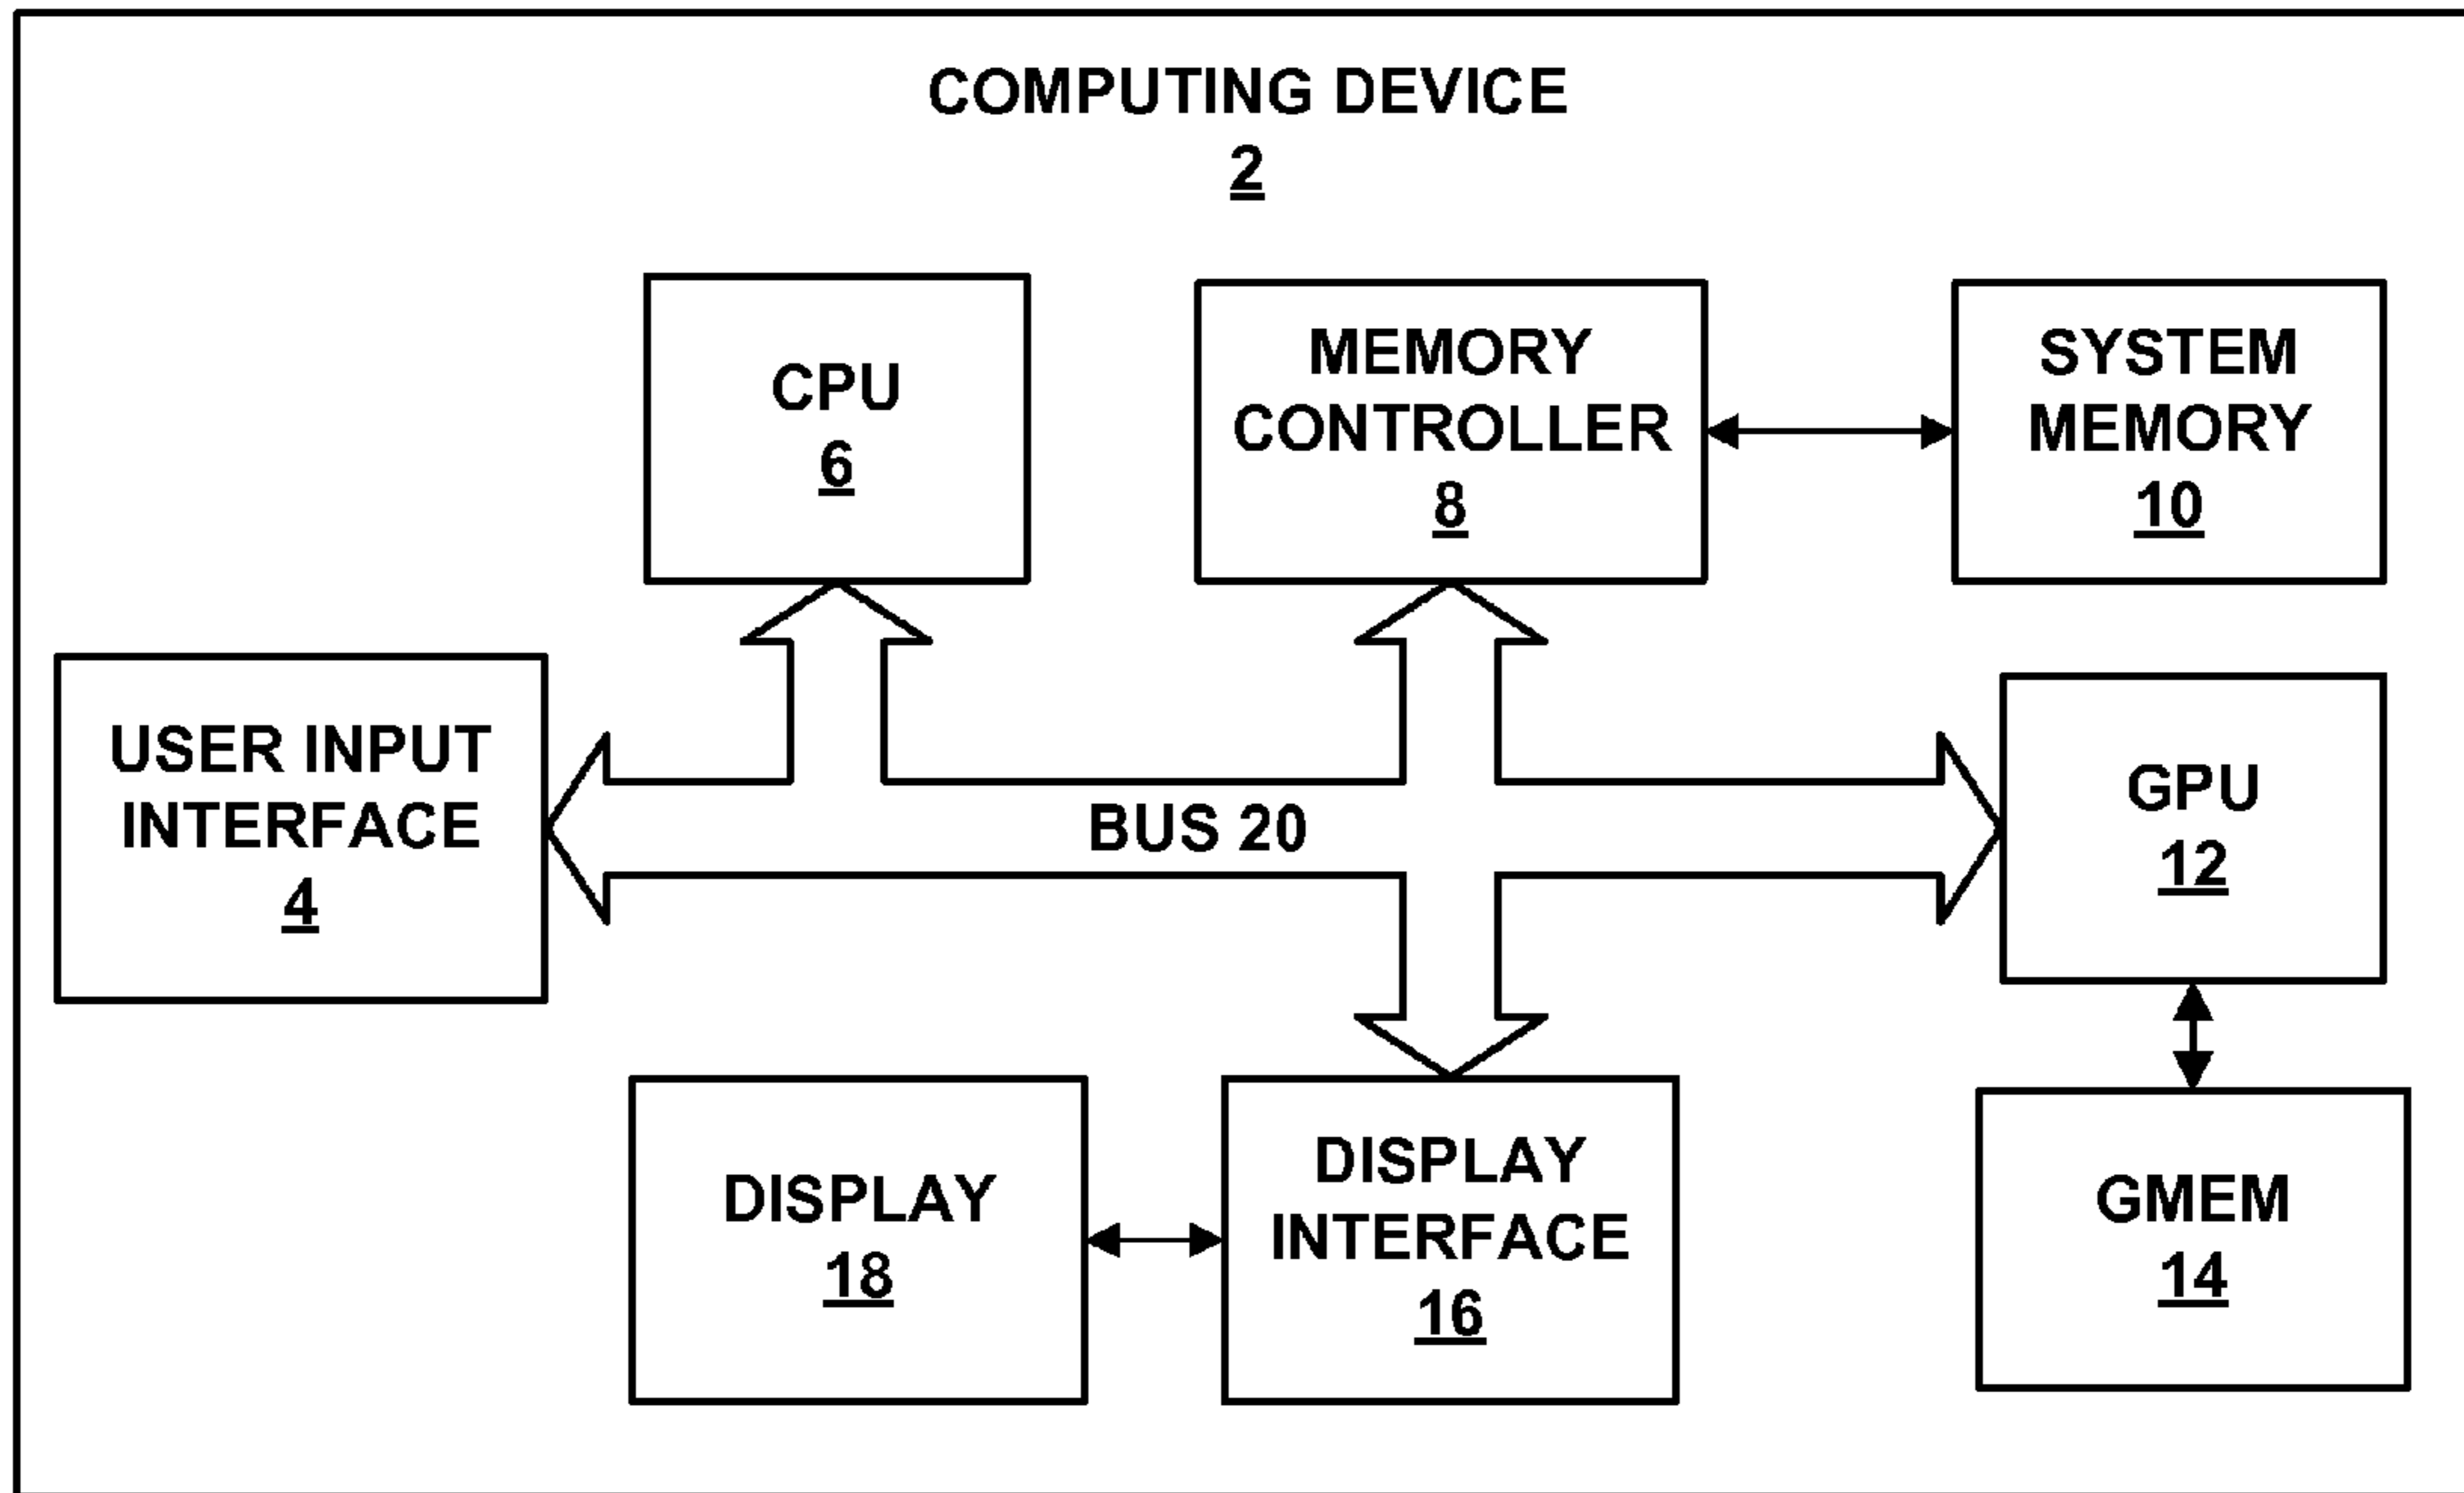 COMPUTING DEVICE
2
CPU
6
MEMORY
CONTROLLER
8
SYSTEM
MEMORY
10
USER INPUT
INTERFACE
4
BUS 20
GPU
12
DISPLAY
18
DISPLAY
INTERFACE
16
GMEM
14